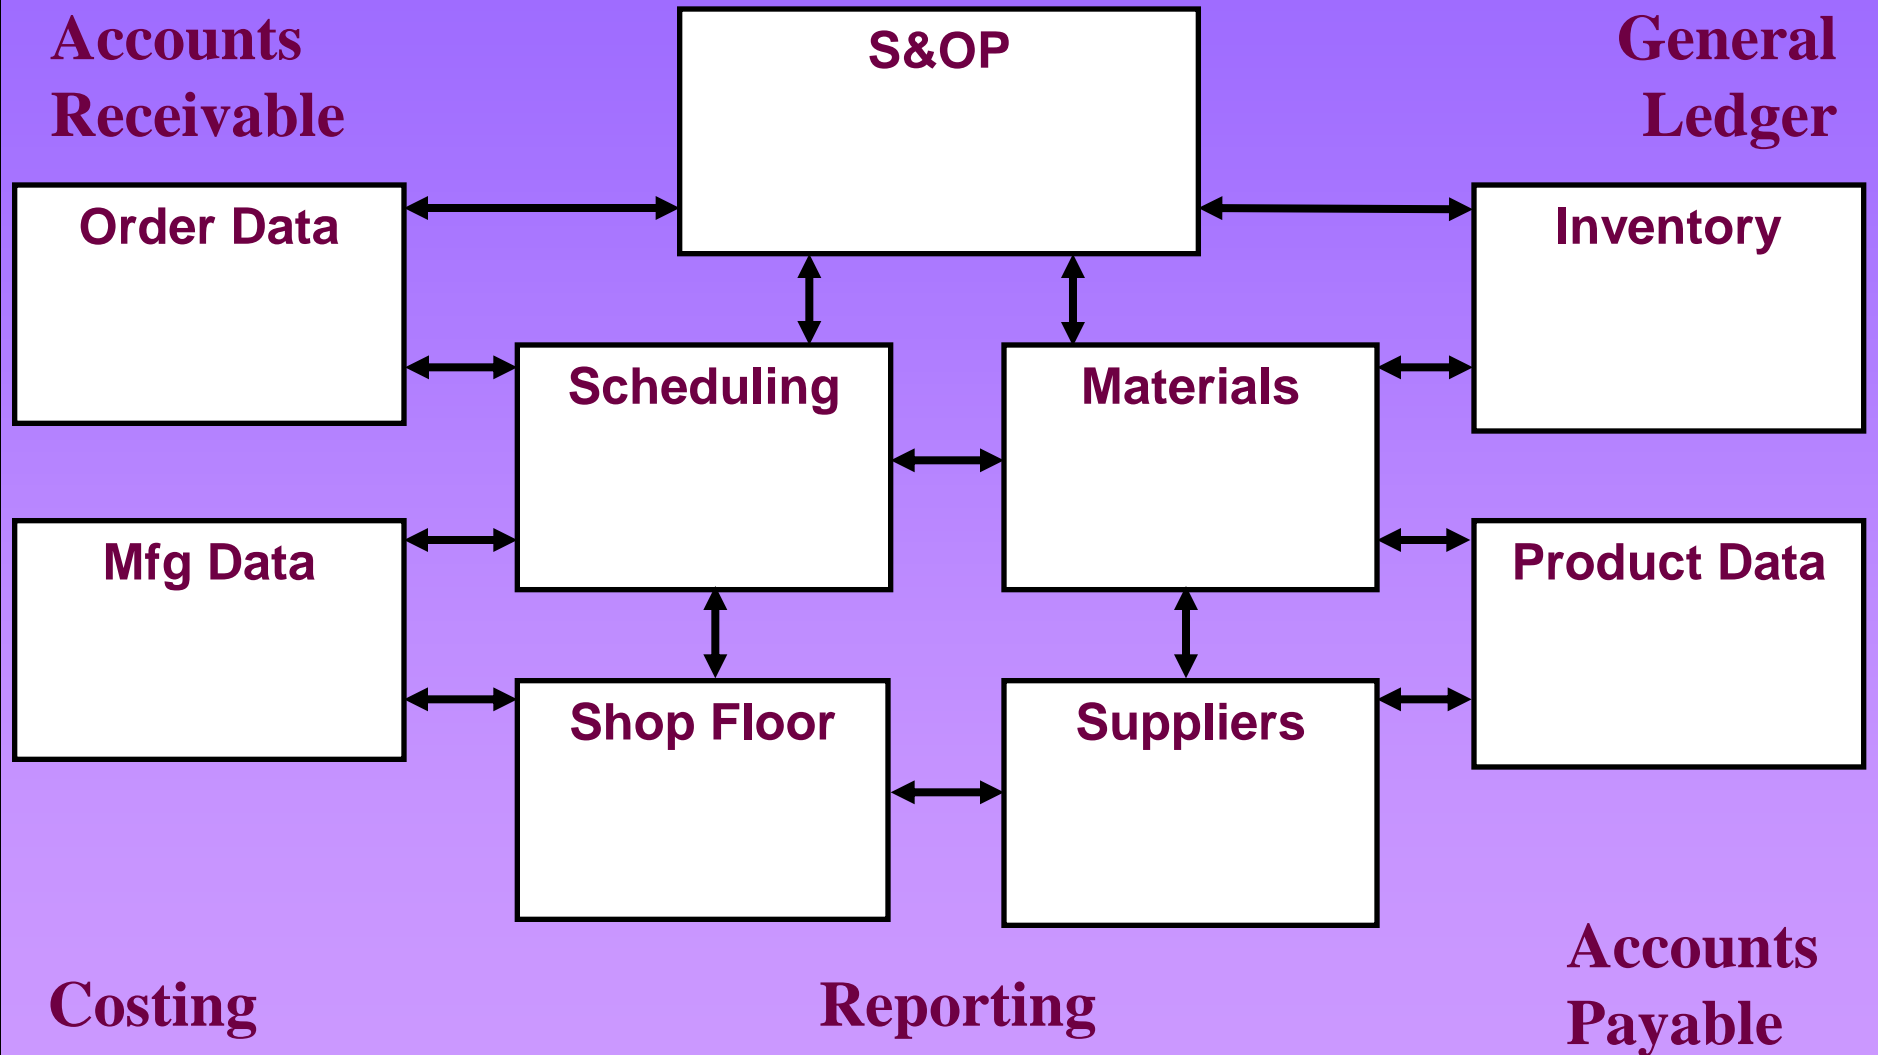 Accounts
Receivable
S&OP
General
Ledger
Order Data
Inventory
Scheduling
Materials
Mfg Data
Product Data
Shop Floor
Suppliers
Costing
Reporting
Accounts
Payable